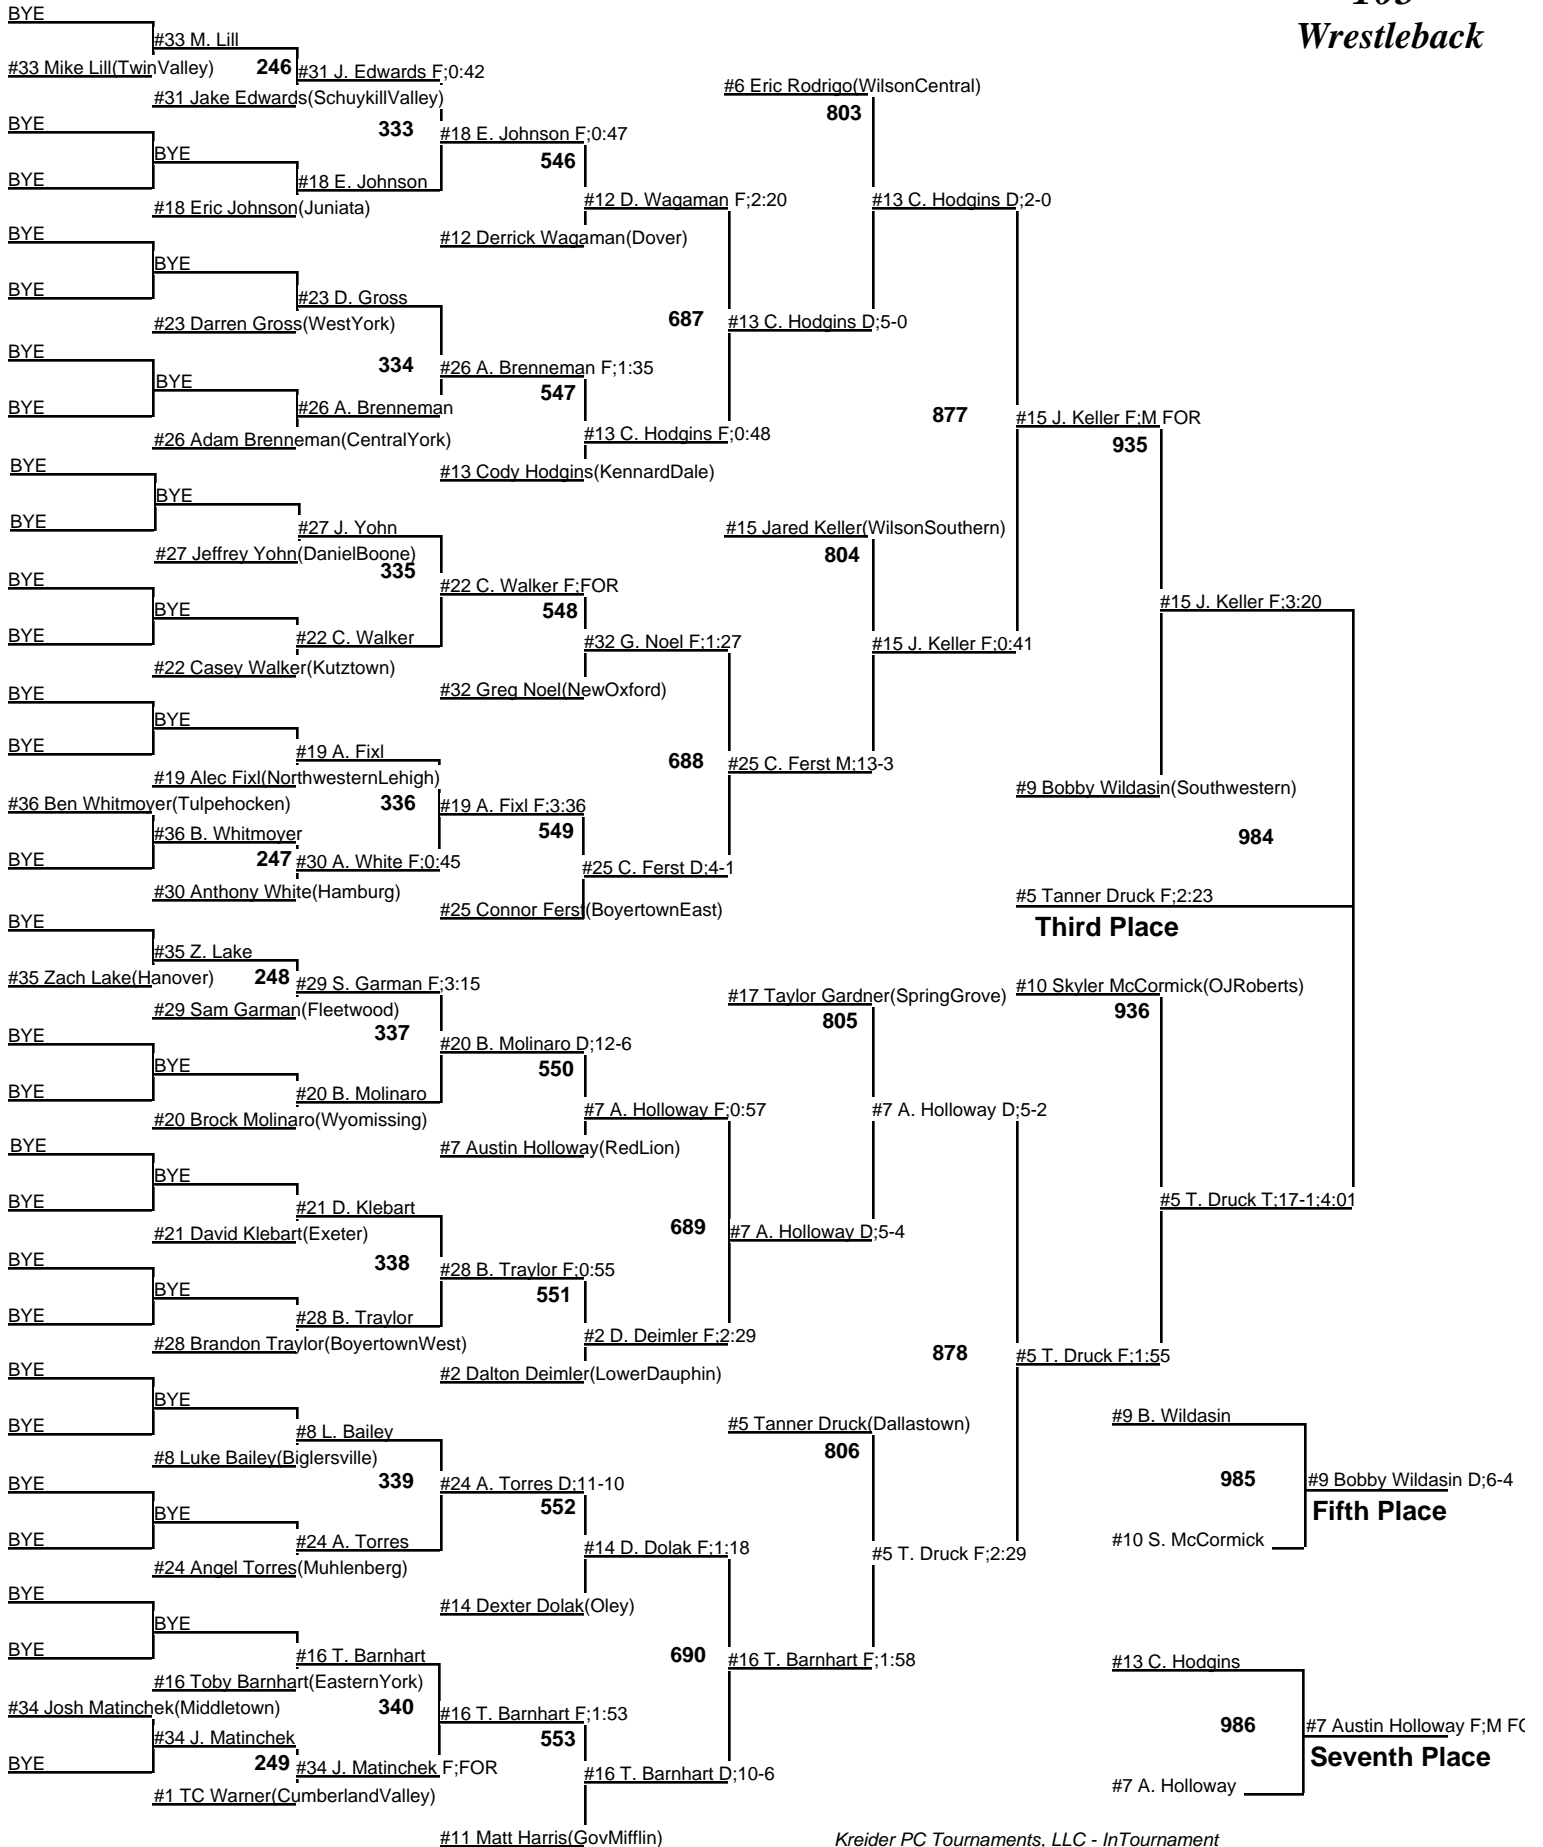 Wrestleback
BYE
#33 M. Lill
#33 Mike Lill(TwinValley)
246
#31 J. Edwards F;0:42
#31 Jake Edwards(SchuykillValley)
BYE
333
#18 E. Johnson F;0:47
BYE
BYE
#18 E. Johnson
#18 Eric Johnson(Juniata)
546
#12 D. Wagaman F;2:20
#12 Derrick Wagaman(Dover)
#6 Eric Rodrigo(WilsonCentral)
803
#13 C. Hodgins D;2-0
BYE
BYE
BYE
#23 D. Gross
#23 Darren Gross(WestYork)
687
#13 C. Hodgins D;5-0
BYE
334
#26 A. Brenneman F;1:35
BYE
BYE
#26 A. Brenneman
547
#26 Adam Brenneman(CentralYork)
#13 C. Hodgins F;0:48
#13 Cody Hodgins(KennardDale)
877
#15 J. Keller F;M FOR
935
BYE
BYE
BYE
#27 J. Yohn
#27 Jeffrey Yohn(DanielBoone)
335
#15 Jared Keller(WilsonSouthern)
804
BYE
#22 C. Walker F;FOR
548
BYE
BYE
#22 C. Walker
#22 Casey Walker(Kutztown)
#32 G. Noel F;1:27
#32 Greg Noel(NewOxford)
#15 J. Keller F;0:41
#15 J. Keller F;3:20
BYE
BYE
BYE
#19 A. Fixl
#19 Alec Fixl(NorthwesternLehigh)
688
#25 C. Ferst M;13-3
#9 Bobby Wildasin(Southwestern)
#36 Ben Whitmoyer(Tulpehocken)
336
#19 A. Fixl F;3:36
#36 B. Whitmoyer
549
984
BYE
247
#30 A. White F;0:45
#25 C. Ferst D;4-1
#30 Anthony White(Hamburg)
#25 Connor Ferst(BoyertownEast)
#5 Tanner Druck F;2:23
Third Place
BYE
#35 Z. Lake
#35 Zach Lake(Hanover)
248
#29 S. Garman F;3:15
#29 Sam Garman(Fleetwood)
#17 Taylor Gardner(SpringGrove)
#10 Skyler McCormick(OJRoberts)
805
936
BYE
337
#20 B. Molinaro D;12-6
550
BYE
BYE
#20 B. Molinaro
#20 Brock Molinaro(Wyomissing)
#7 A. Holloway F;0:57
#7 A. Holloway D;5-2
#7 Austin Holloway(RedLion)
BYE
BYE
BYE
#21 D. Klebart
#21 David Klebart(Exeter)
#5 T. Druck T;17-1;4:01
689
#7 A. Holloway D;5-4
BYE
338
#28 B. Traylor F;0:55
551
BYE
BYE
#28 B. Traylor
#28 Brandon Traylor(BoyertownWest)
#2 D. Deimler F;2:29
#2 Dalton Deimler(LowerDauphin)
878
#5 T. Druck F;1:55
BYE
BYE
BYE
#8 L. Bailey
#8 Luke Bailey(Biglersville)
#5 Tanner Druck(Dallastown)
806
#9 B. Wildasin
BYE
339
#24 A. Torres D;11-10
552
985
#9 Bobby Wildasin D;6-4
Fifth Place
#10 S. McCormick
BYE
BYE
#24 A. Torres
#24 Angel Torres(Muhlenberg)
#14 D. Dolak F;1:18
#5 T. Druck F;2:29
#14 Dexter Dolak(Oley)
BYE
BYE
BYE
#16 T. Barnhart
#16 Toby Barnhart(EasternYork)
690
#16 T. Barnhart F;1:58
#13 C. Hodgins
#34 Josh Matinchek(Middletown)
340
#16 T. Barnhart F;1:53
553
#34 J. Matinchek
BYE
249
#34 J. Matinchek F;FOR
#16 T. Barnhart D;10-6
986
#7 Austin Holloway F;M
Seventh Place
#7 A. Holloway
#1 TC Warner(CumberlandValley)
#11 Matt Harris(GovMifflin)
Kreider PC Tournaments, LLC - InTournament